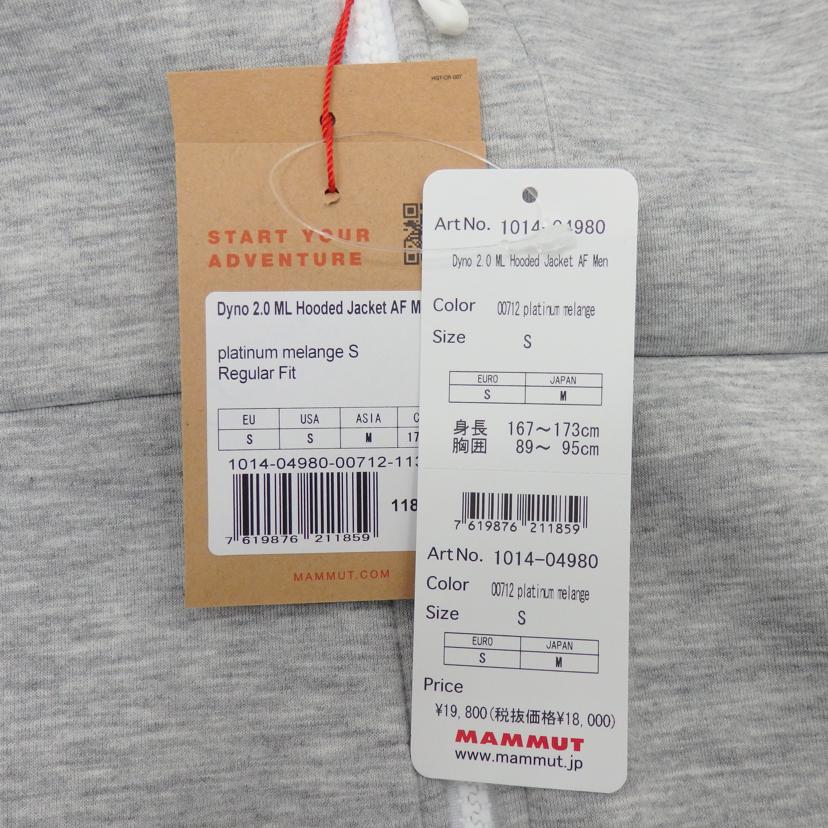 HGT-CR-007
START YOUR
ADVENTURE
Dyno 2.0 ML Hooded Jacket AF M
platinum melange S
Regular Fit
EU USA ASIA C
S S M 17
1014-04980-00712-113
118
7 619876 211859
MAMMUT.COM
Art No. 1014-04980
Dyno 2.0 ML Hooded Jacket AF Men
Color 00712 platinum melange
Size S
EURO JAPAN
S M
身長 167～173cm
胸囲 89～ 95cm
7 619876 211859
Art No. 1014-04980
Color 00712 platinum melange
Size S
EURO JAPAN
S M
Price
¥19,800(税抜価格¥18,000)
MAMMUT
www.mammut.jp